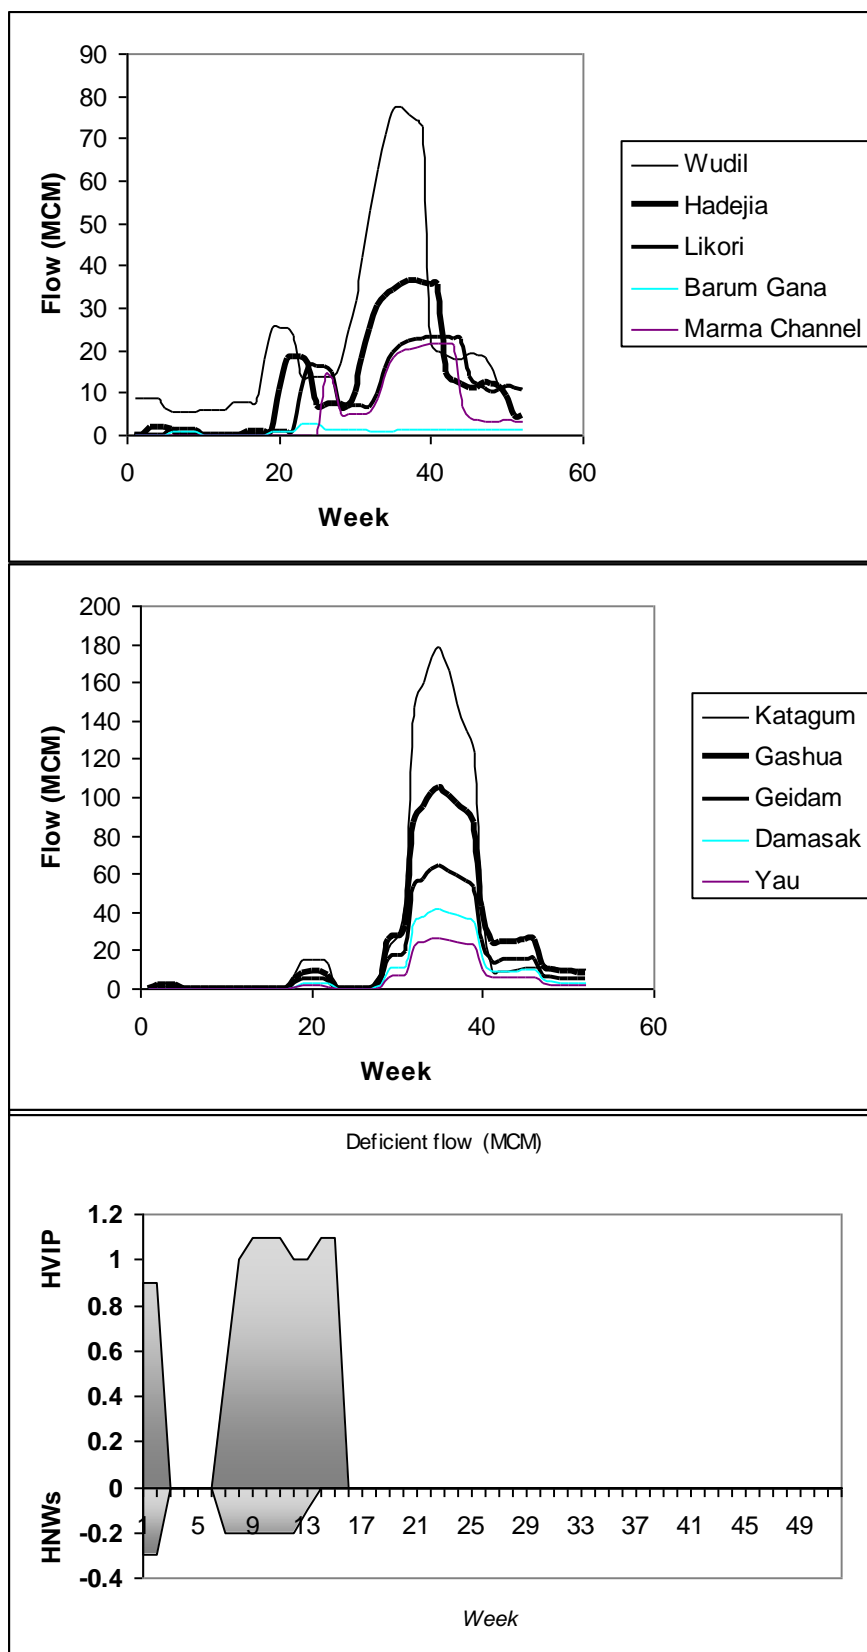 90
80
70
60
50
40
30
20
10
0
Flow (MCM)
0 20 40 60
Week
Wudil
Hadejia
Likori
Barum Gana
Marma Channel
200
180
160
140
120
100
80
60
40
20
0
Flow (MCM)
0 20 40 60
Week
Katagum
Gashua
Geidam
Damasak
Yau
Deficient flow (MCM)
HVIP
HNWs
1.2
1
0.8
0.6
0.4
0.2
0
-0.2
-0.4
1 5 9 13 17 21 25 29 33 37 41 45 49
Week